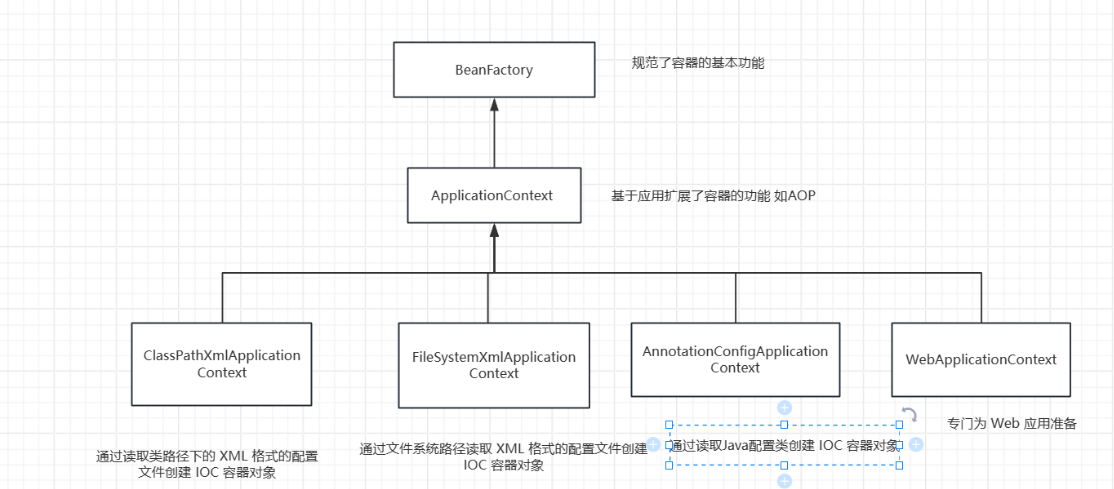 BeanFactory
规范了容器的基本功能
ApplicationContext
基于应用扩展了容器的功能 如AOP
ClassPathXmlApplication
Context
FileSystemXmlApplication
Context
AnnotationConfigApplication
Context
WebApplicationContext
通过读取类路径下的 XML 格式的配置
文件创建 IOC 容器对象
通过文件系统路径读取 XML 格式的配置文件创建
IOC 容器对象
通过读取Java配置类创建 IOC 容器对象
专门为 Web 应用准备